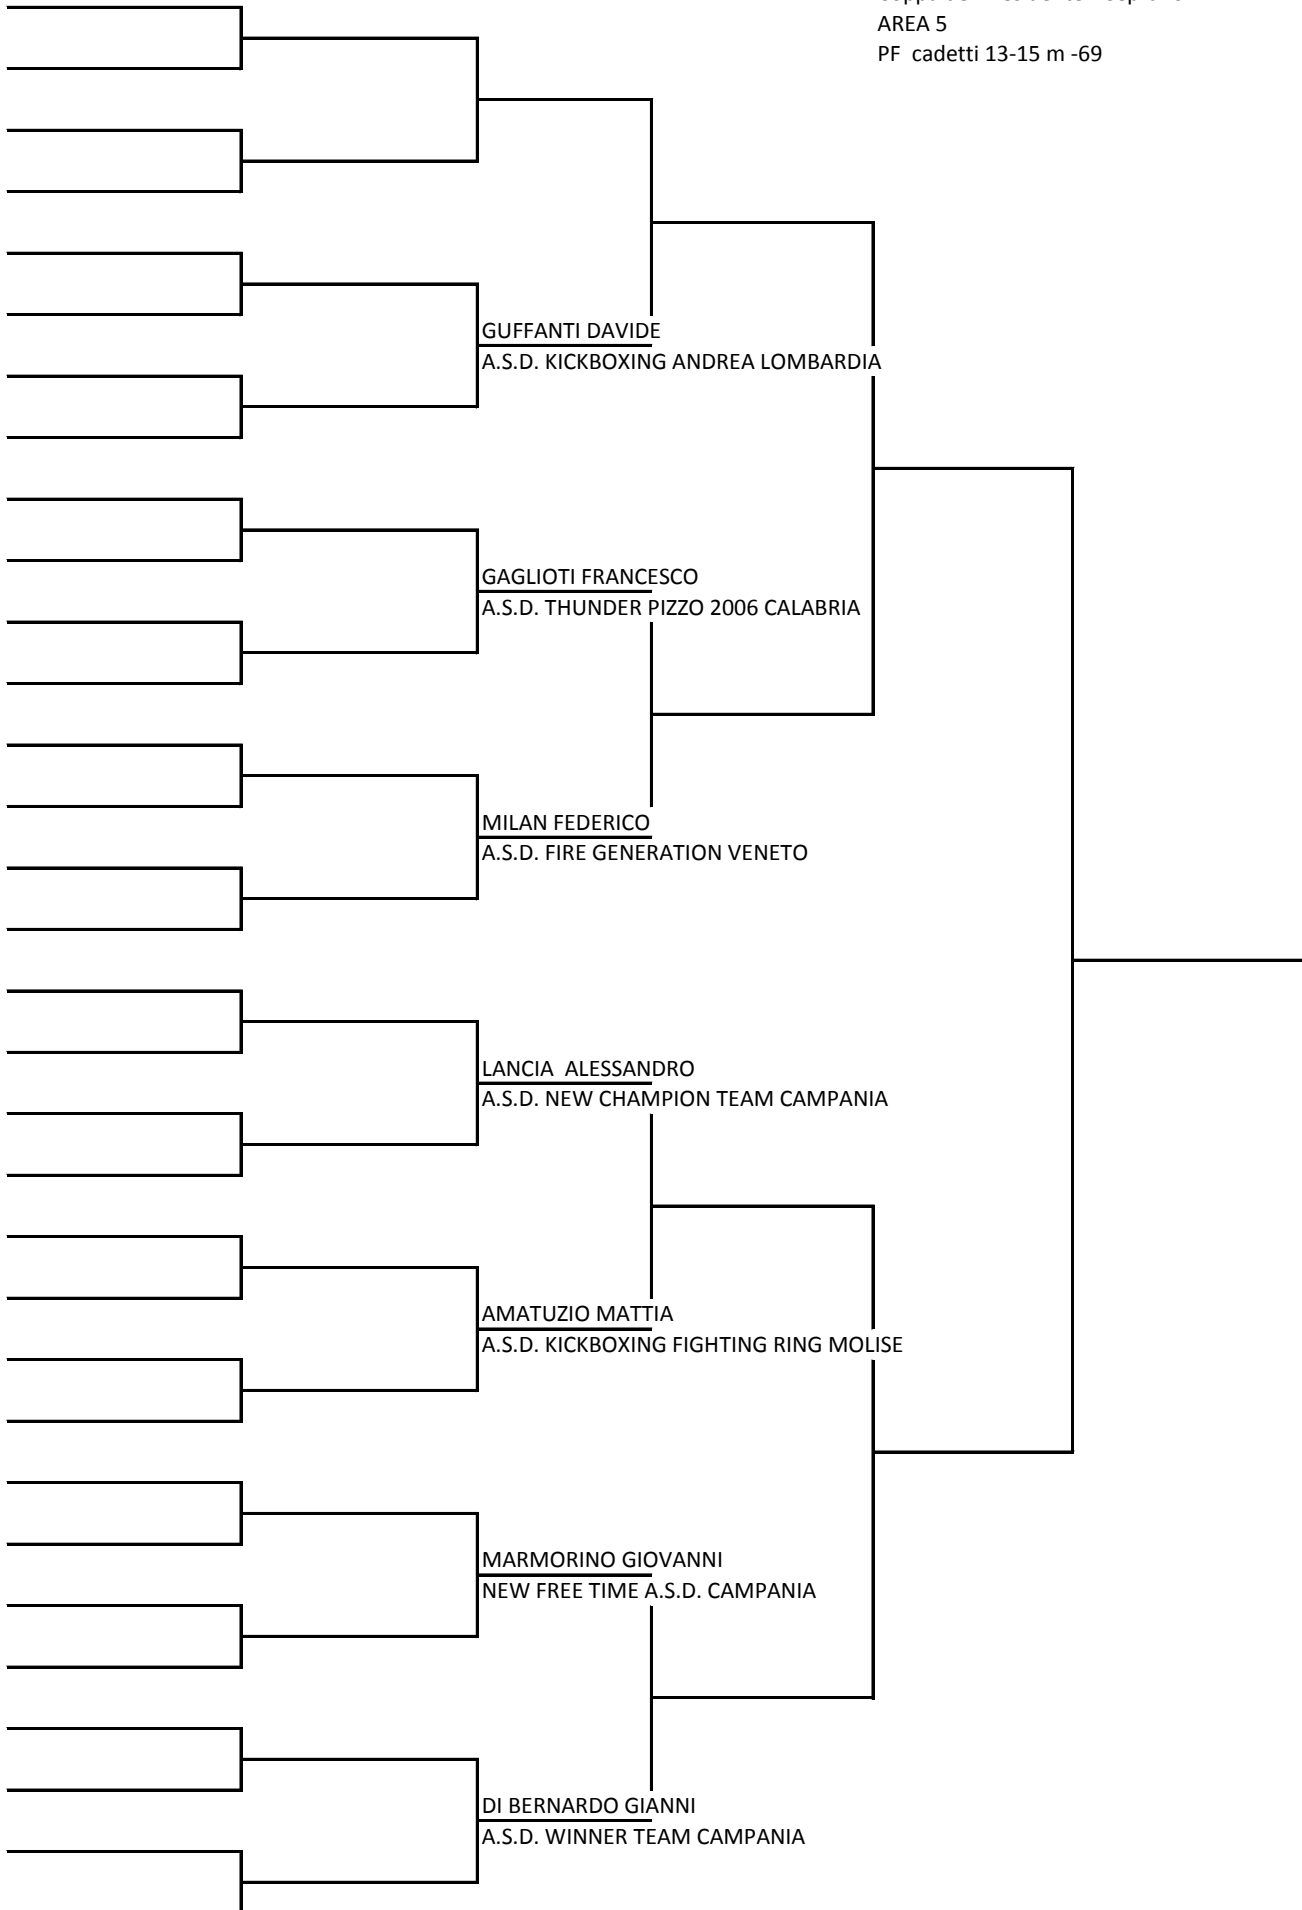 AREA 5
PF  cadetti 13-15 m -69
GUFFANTI DAVIDE
A.S.D. KICKBOXING ANDREA LOMBARDIA
GAGLIOTI FRANCESCO
A.S.D. THUNDER PIZZO 2006 CALABRIA
MILAN FEDERICO
A.S.D. FIRE GENERATION VENETO
LANCIA  ALESSANDRO
A.S.D. NEW CHAMPION TEAM CAMPANIA
AMATUZIO MATTIA
A.S.D. KICKBOXING FIGHTING RING MOLISE
MARMORINO GIOVANNI
NEW FREE TIME A.S.D. CAMPANIA
DI BERNARDO GIANNI
A.S.D. WINNER TEAM CAMPANIA